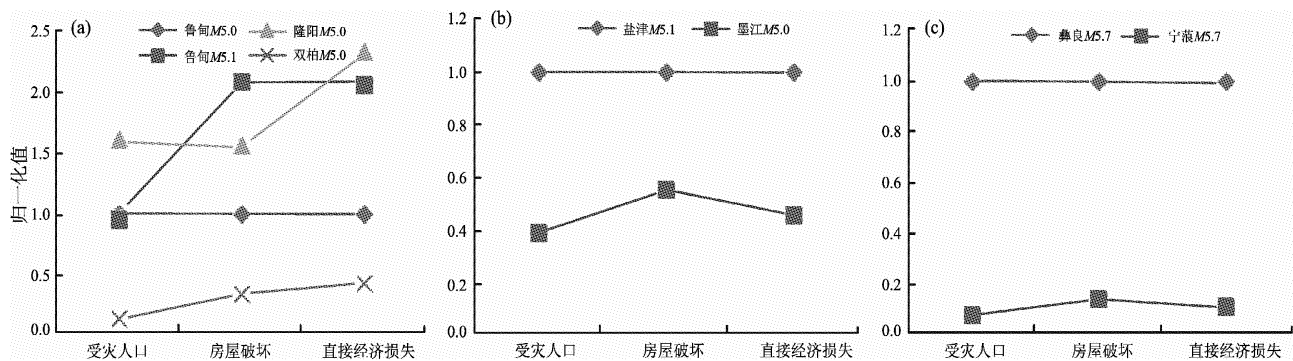 (a)
鲁甸M5.0
隆阳M5.0
鲁甸M5.1
双柏M5.0
归一化值
2.5
2.0
1.5
1.0
0.5
0.0
受灾人口
房屋破坏
直接经济损失
(b)
盐津M5.1
墨江M5.0
1.2
1.0
0.8
0.6
0.4
0.2
0.0
受灾人口
房屋破坏
直接经济损失
(c)
彝良M5.7
宁蒗M5.7
1.2
1.0
0.8
0.6
0.4
0.2
0.0
受灾人口
房屋破坏
直接经济损失